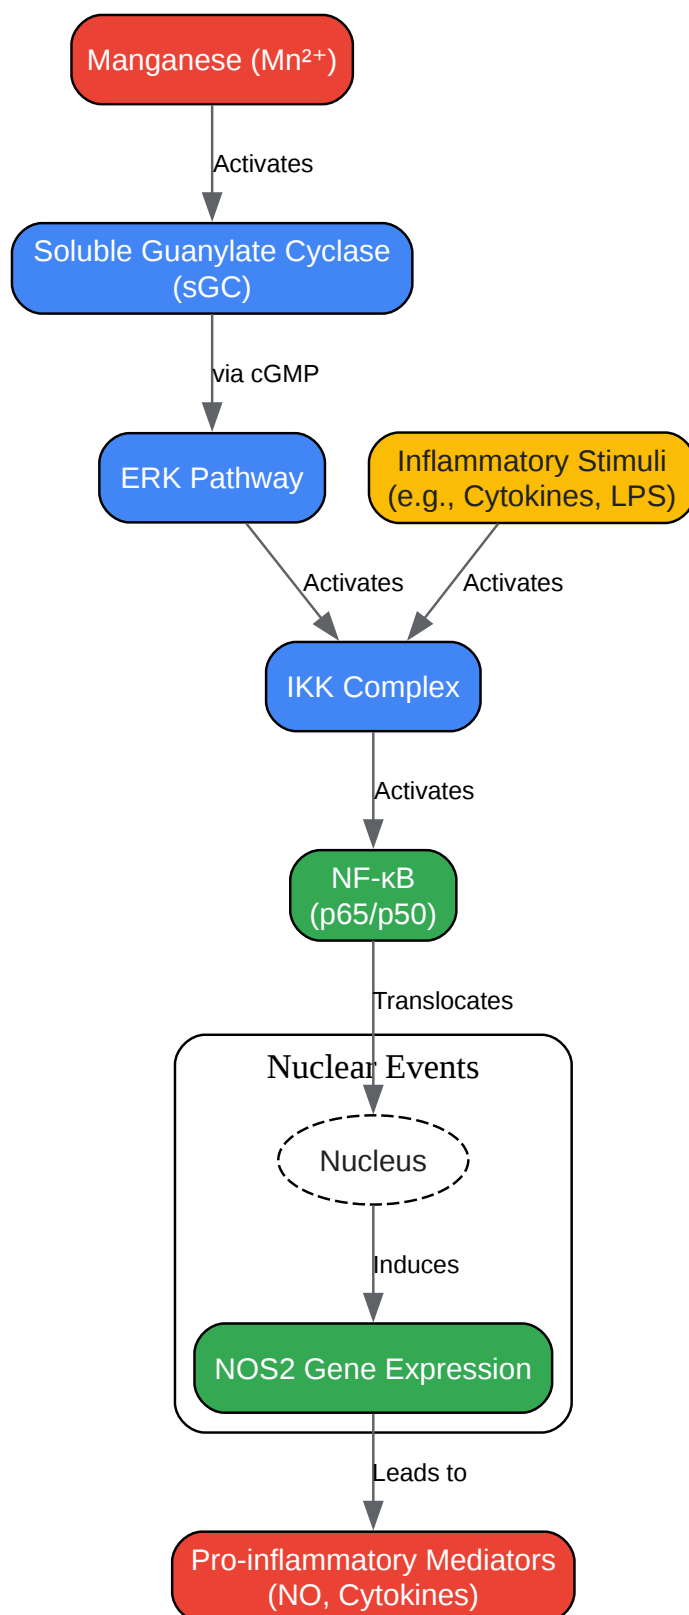 Manganese (Mn²⁺)
Activates
Soluble Guanylate Cyclase
(sGC)
via cGMP
ERK Pathway
Inflammatory Stimuli
(e.g., Cytokines, LPS)
Activates
Activates
IKK Complex
Activates
NF-κB
(p65/p50)
Translocates
Nuclear Events
Nucleus
Induces
NOS2 Gene Expression
Leads to
Pro-inflammatory Mediators
(NO, Cytokines)